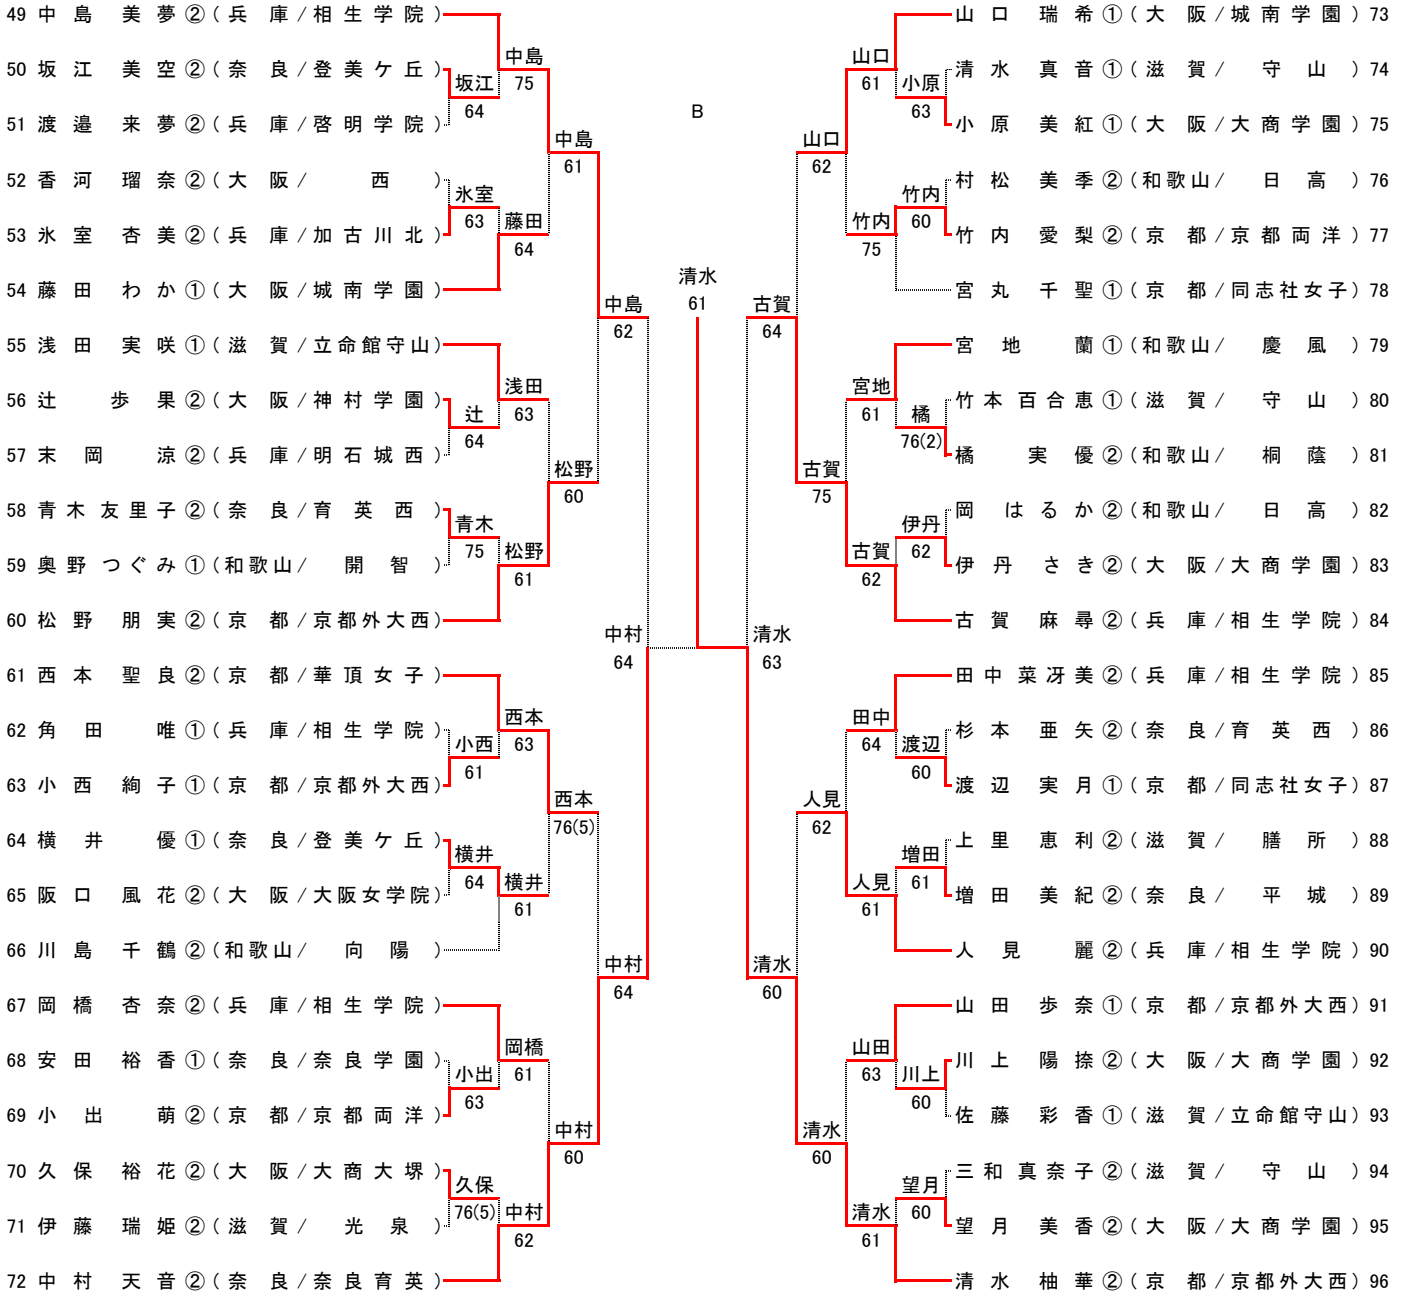 49 中島 美夢②(兵庫/相生学院)
50 坂江 美空②(奈良/登美ケ丘)
51 渡邉 来夢②(兵庫/啓明学院)
52 香河 瑠奈②(大阪/西)
53 氷室 杏美②(兵庫/加古川北)
54 藤田 わか①(大阪/城南学園)
55 浅田 実咲①(滋賀/立命館守山)
56 辻 歩果②(大阪/神村学園)
57 末岡 涼②(兵庫/明石城西)
58 青木友里子②(奈良/育英西)
59 奥野つぐみ①(和歌山/開智)
60 松野 朋実②(京都/京都外大西)
61 西本 聖良②(京都/華頂女子)
62 角田 唯①(兵庫/相生学院)
63 小西 絢子①(京都/京都外大西)
64 横井 優①(奈良/登美ケ丘)
65 阪口 風花②(大阪/大阪女学院)
66 川島 千鶴②(和歌山/向陽)
67 岡橋 杏奈②(兵庫/相生学院)
68 安田 裕香①(奈良/奈良学園)
69 小出 萌②(京都/京都両洋)
70 久保 裕花②(大阪/大商大堺)
71 伊藤 瑞姫②(滋賀/光泉)
72 中村 天音②(奈良/奈良育英)
坂江
64
氷室
63
辻
64
青木
75
小西
61
横井
64
小出
63
久保
76(5)
中島
75
藤田
64
浅田
63
松野
61
西本
63
横井
61
岡橋
61
中村
62
中島
61
松野
60
西本
76(5)
中村
60
中島
62
中村
64
中村
64
B
清水
61
清水
63
古賀
64
清水
60
山口
62
古賀
75
人見
62
清水
60
山口
61
竹内
75
宮地
61
古賀
62
田中
64
人見
61
山田
63
清水
61
小原
63
竹内
60
橘
76(2)
伊丹
62
渡辺
60
増田
61
川上
60
望月
60
山口 瑞希①(大阪/城南学園)73
清水 真音①(滋賀/守山)74
小原 美紅①(大阪/大商学園)75
村松 美季②(和歌山/日高)76
竹内 愛梨②(京都/京都両洋)77
宮丸 千聖①(京都/同志社女子)78
宮地 蘭①(和歌山/慶風)79
竹本百合恵①(滋賀/守山)80
橘 実優②(和歌山/桐蔭)81
岡 はるか②(和歌山/日高)82
伊丹 さき②(大阪/大商学園)83
古賀 麻尋②(兵庫/相生学院)84
田中菜冴美②(兵庫/相生学院)85
杉本 亜矢②(奈良/育英西)86
渡辺 実月①(京都/同志社女子)87
上里 恵利②(滋賀/膳所)88
増田 美紀②(奈良/平城)89
人見 麗②(兵庫/相生学院)90
山田 歩奈①(京都/京都外大西)91
川上 陽捺②(大阪/大商学園)92
佐藤 彩香①(滋賀/立命館守山)93
三和真奈子②(滋賀/守山)94
望月 美香②(大阪/大商学園)95
清水 柚華②(京都/京都外大西)96